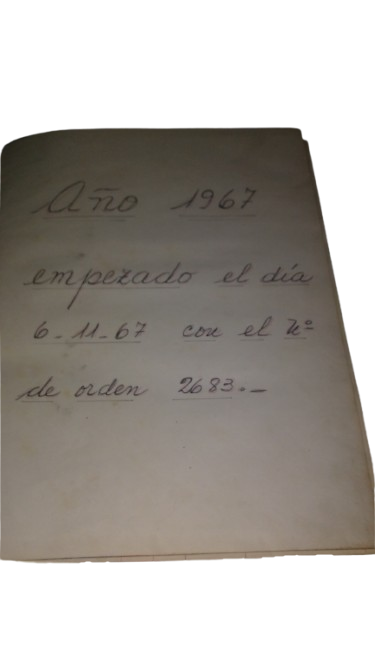 Año 1967
empezado el día
6-11-67 con el nº
de orden 2683.-